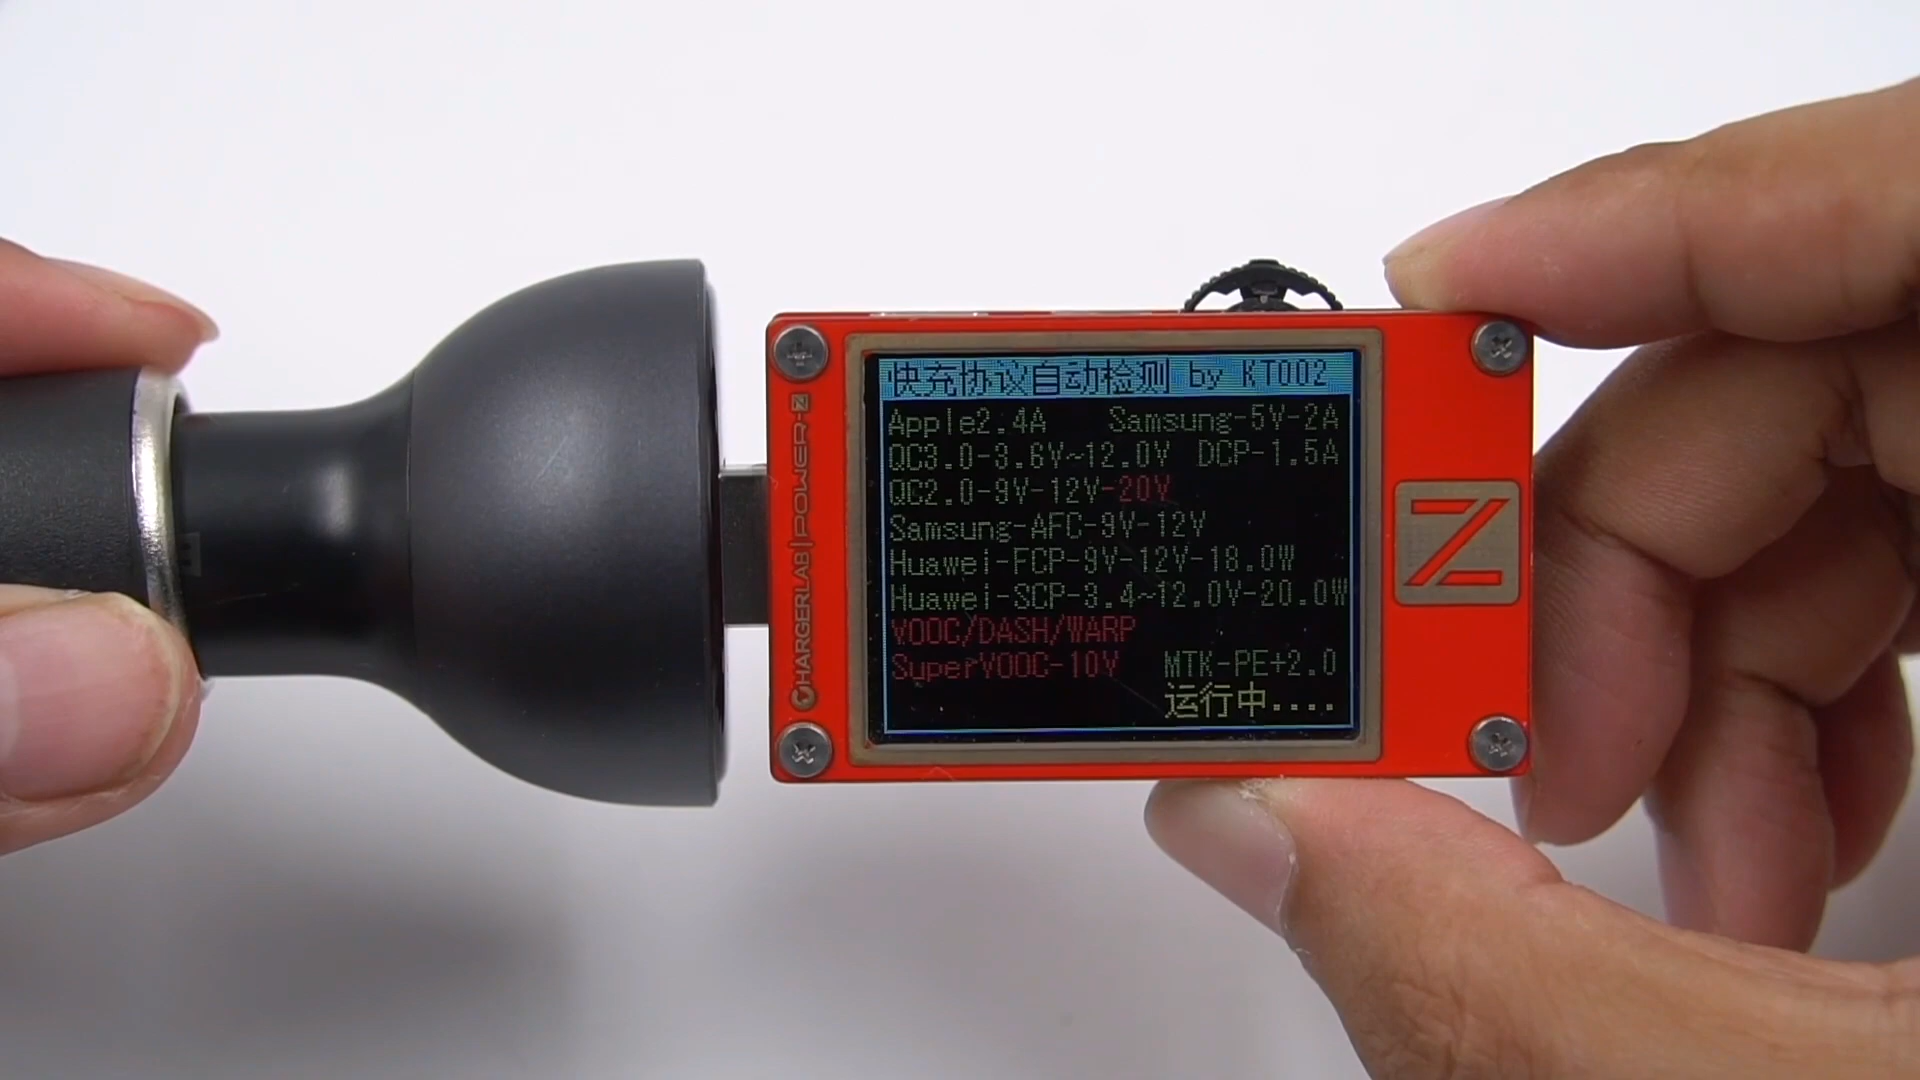 快充协议自动检测 by KT002
Apple2.4A Samsung-5V-2A
QC3.0-3.6V~12.0V DCP-1.5A
QC2.0-9V-12V-20V
Samsung-AFC-9V-12V
Huawei-FCP-9V-12V-18.0W
Huawei-SCP-3.4~12.0V-20.0W
VOOC/DASH/WARP
SuperVOOC-10V MTK-PE+2.0
运行中....
CHARGERLAB | POWER-Z
Z